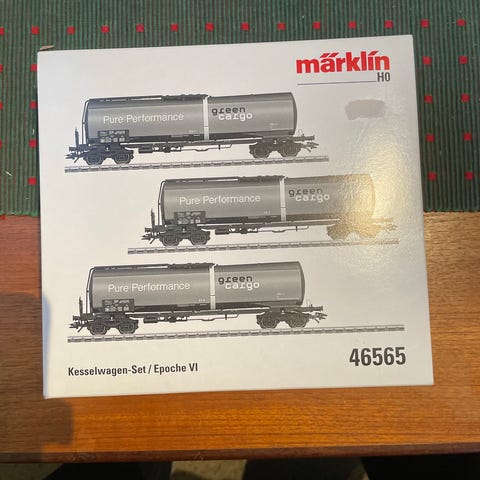 märklin
H0
Pure Performance
green
cargo
Pure Performance
green
cargo
Pure Performance
green
cargo
Kesselwagen-Set / Epoche VI
46565